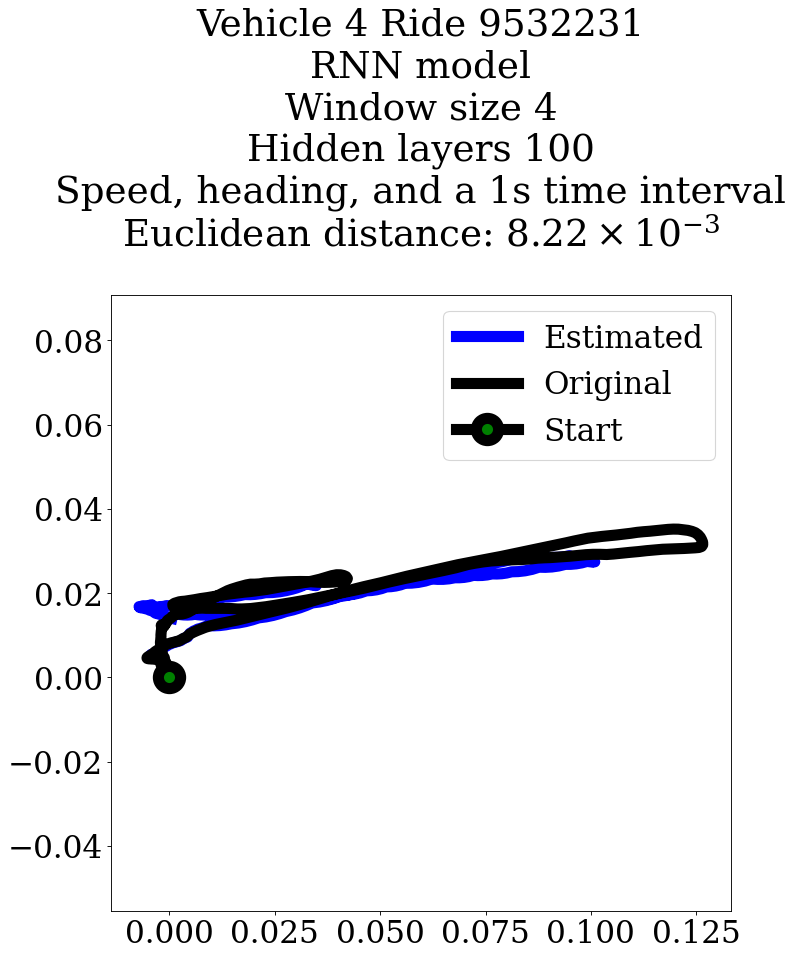 Vehicle 4 Ride 9532231
RNN model
Window size 4
Hidden layers 100
Speed, heading, and a 1s time interval
Euclidean distance: 8.22 × 10⁻³
Estimated
Original
Start
0.08
0.06
0.04
0.02
0.00
−0.02
−0.04
0.000 0.025 0.050 0.075 0.100 0.125